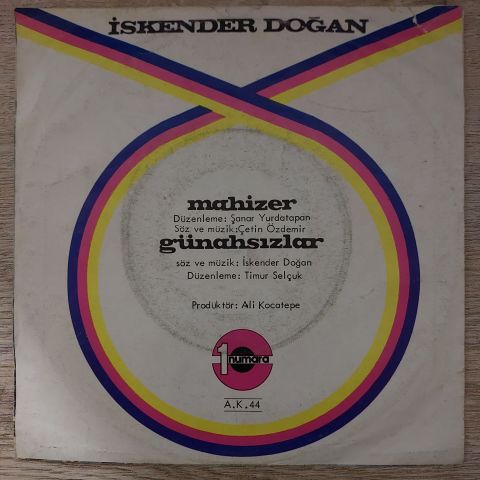 İSKENDER DOĞAN
mahizer
Düzenleme: Şanar Yurdatapan
Söz ve müzik:Çetin Özdemir
günahsızlar
söz ve müzik: İskender Doğan
Düzenleme: Timur Selçuk
Prodüktör: Ali Kocatepe
1 numara
A.K.44